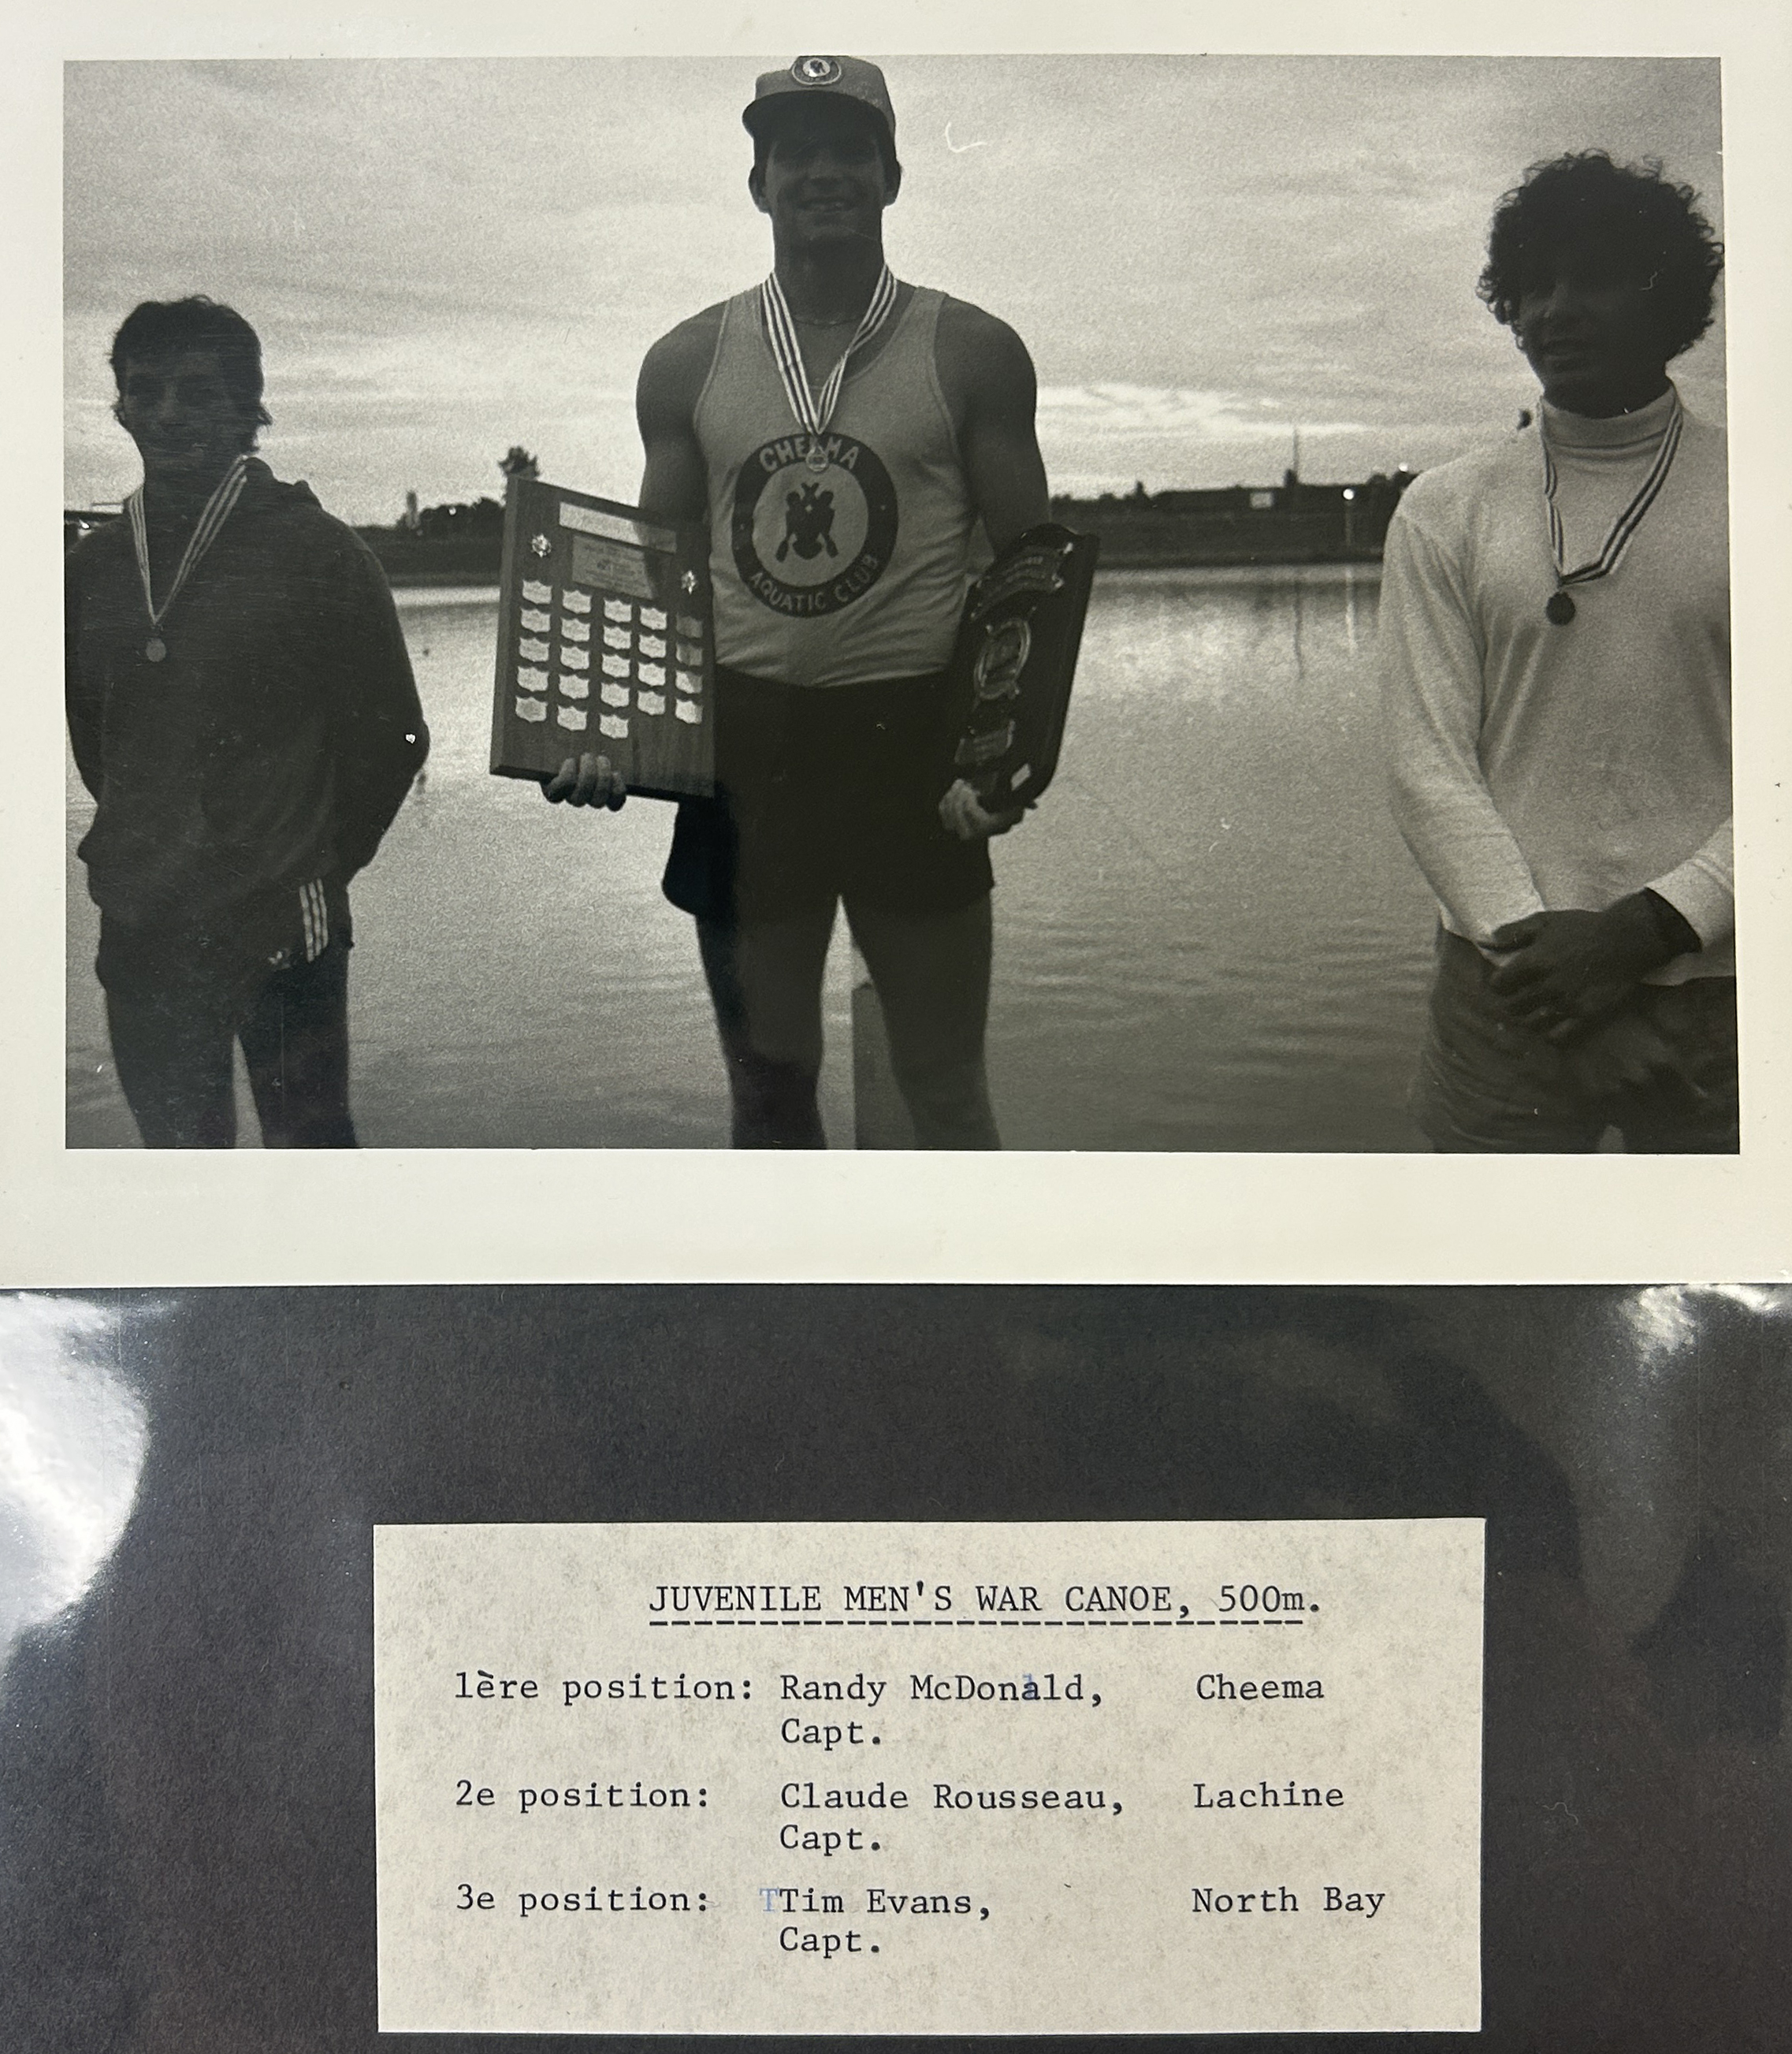 CHEEMA
AQUATIC CLUB
JUVENILE MEN'S WAR CANOE, 500m.
1ère position: Randy McDonald, Cheema
Capt.
2e position: Claude Rousseau, Lachine
Capt.
3e position: TTim Evans, North Bay
Capt.